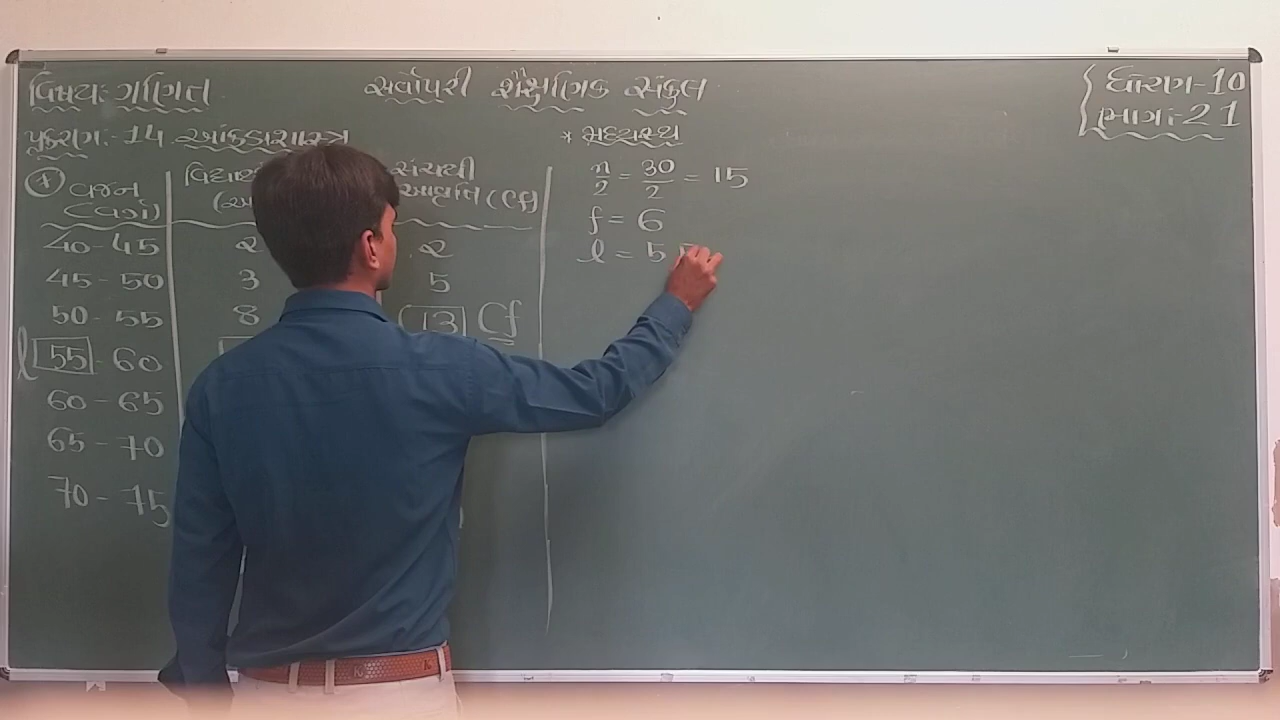 વિષય: ગણિત
સર્વોપરી શૈક્ષણિક સંકુલ
ધોરણ-10
ભાગ:-21
પ્રકરણ:-14 આંકડાશાસ્ત્ર
* મધ્યસ્થ
વજન
(વર્ગ)
સંચયી
આવૃત્તિ (cf)
40-45 2 2
45-50 3 5
50-55 8 13 Cf
l 55-60
60-65
65-70
70-75
n/2 = 30/2 = 15
f = 6
l = 5